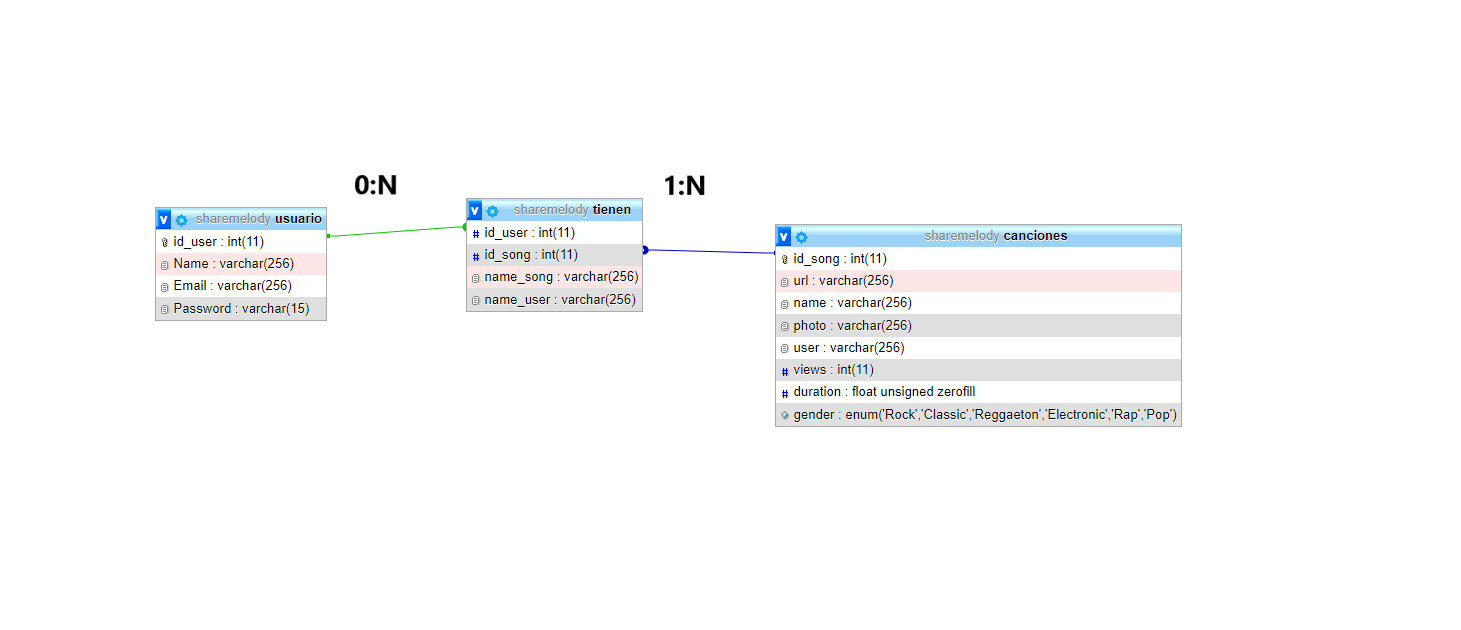 0:N
1:N
v sharemelody usuario
id_user : int(11)
Name : varchar(256)
Email : varchar(256)
Password : varchar(15)
v sharemelody tienen
# id_user : int(11)
# id_song : int(11)
name_song : varchar(256)
name_user : varchar(256)
v sharemelody canciones
id_song : int(11)
url : varchar(256)
name : varchar(256)
photo : varchar(256)
user : varchar(256)
# views : int(11)
# duration : float unsigned zerofill
gender : enum('Rock','Classic','Reggaeton','Electronic','Rap','Pop')